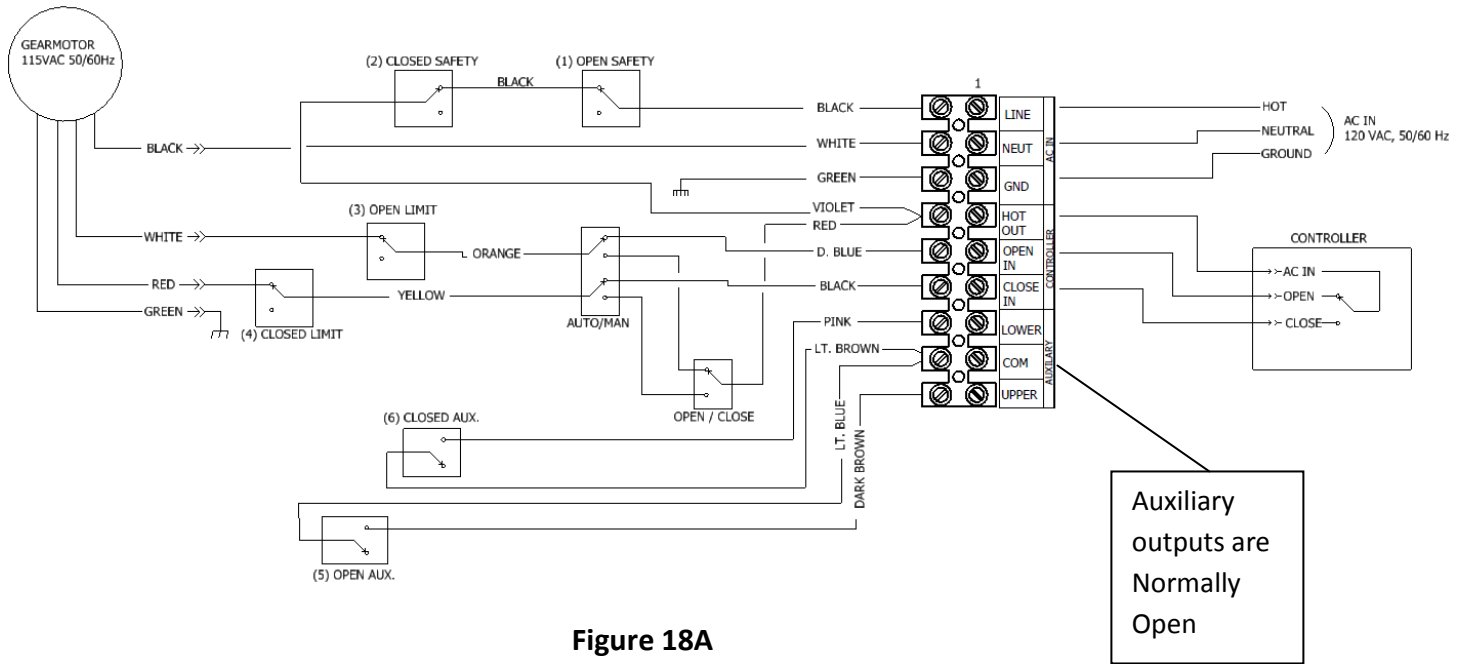 GEARMOTOR
115VAC 50/60Hz
(2) CLOSED SAFETY
(1) OPEN SAFETY
BLACK
BLACK
WHITE
GREEN
VIOLET
RED
D. BLUE
BLACK
PINK
LT. BROWN
BLACK
WHITE
RED
GREEN
(3) OPEN LIMIT
ORANGE
(4) CLOSED LIMIT
YELLOW
AUTO/MAN
OPEN / CLOSE
(6) CLOSED AUX.
(5) OPEN AUX.
LT. BLUE
DARK BROWN
1
LINE
NEUT
GND
HOT
OUT
OPEN
IN
CLOSE
IN
LOWER
COM
UPPER
AC IN
CONTROLLER
AUXILARY
HOT
NEUTRAL
GROUND
AC IN
120 VAC, 50/60 Hz
CONTROLLER
AC IN
OPEN
CLOSE
Auxiliary
outputs are
Normally
Open
Figure 18A